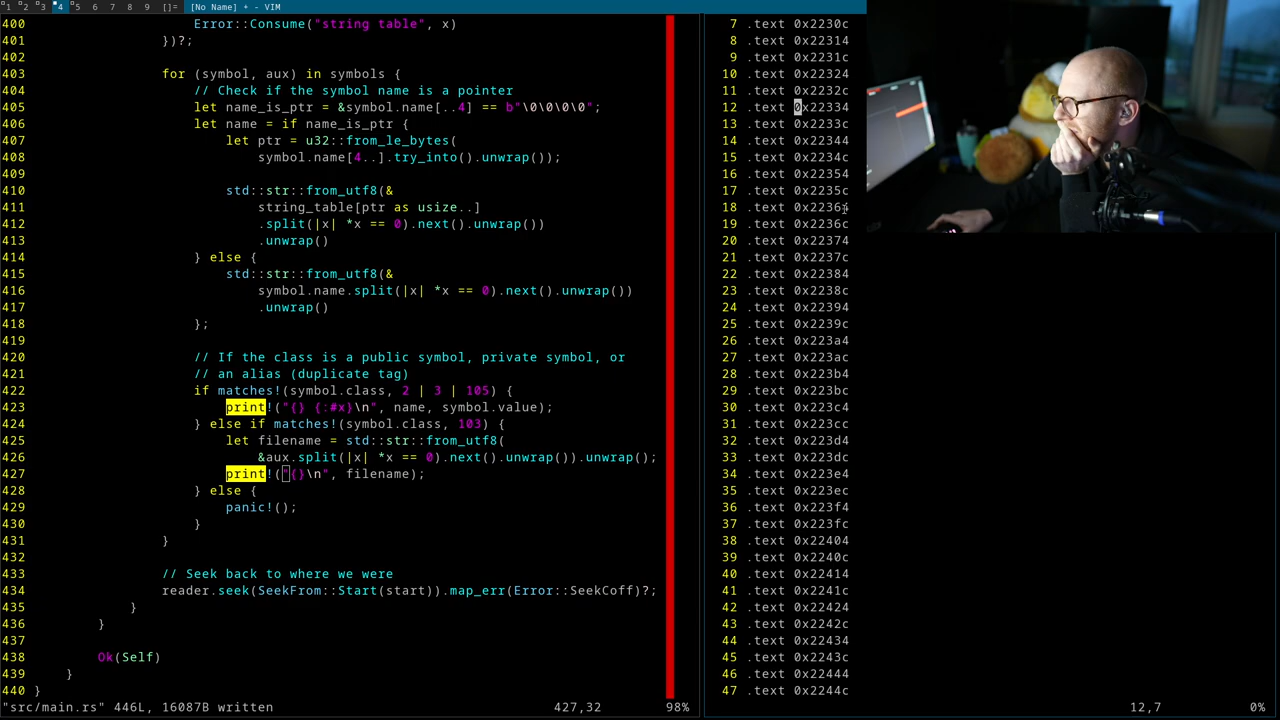 1 2 3 4 5 6 7 8 9 []= [No Name] + - VIM
400 Error::Consume("string table", x)
401 })?;
402
403 for (symbol, aux) in symbols {
404 // Check if the symbol name is a pointer
405 let name_is_ptr = &symbol.name[..4] == b"\0\0\0\0";
406 let name = if name_is_ptr {
407 let ptr = u32::from_le_bytes(
408 symbol.name[4..].try_into().unwrap());
409
410 std::str::from_utf8(&
411 string_table[ptr as usize..]
412 .split(|x| *x == 0).next().unwrap())
413 .unwrap()
414 } else {
415 std::str::from_utf8(&
416 symbol.name.split(|x| *x == 0).next().unwrap())
417 .unwrap()
418 };
419
420 // If the class is a public symbol, private symbol, or
421 // an alias (duplicate tag)
422 if matches!(symbol.class, 2 | 3 | 105) {
423 print!("{} {:#x}\n", name, symbol.value);
424 } else if matches!(symbol.class, 103) {
425 let filename = std::str::from_utf8(
426 &aux.split(|x| *x == 0).next().unwrap()).unwrap();
427 print!("{}\n", filename);
428 } else {
429 panic!();
430 }
431 }
432
433 // Seek back to where we were
434 reader.seek(SeekFrom::Start(start)).map_err(Error::SeekCoff)?;
435 }
436 }
437
438 Ok(Self)
439 }
440 }
"src/main.rs" 446L, 16087B written 427,32 98%
7 .text 0x2230c
8 .text 0x22314
9 .text 0x2231c
10 .text 0x22324
11 .text 0x2232c
12 .text 0x22334
13 .text 0x2233c
14 .text 0x22344
15 .text 0x2234c
16 .text 0x22354
17 .text 0x2235c
18 .text 0x22364
19 .text 0x2236c
20 .text 0x22374
21 .text 0x2237c
22 .text 0x22384
23 .text 0x2238c
24 .text 0x22394
25 .text 0x2239c
26 .text 0x223a4
27 .text 0x223ac
28 .text 0x223b4
29 .text 0x223bc
30 .text 0x223c4
31 .text 0x223cc
32 .text 0x223d4
33 .text 0x223dc
34 .text 0x223e4
35 .text 0x223ec
36 .text 0x223f4
37 .text 0x223fc
38 .text 0x22404
39 .text 0x2240c
40 .text 0x22414
41 .text 0x2241c
42 .text 0x22424
43 .text 0x2242c
44 .text 0x22434
45 .text 0x2243c
46 .text 0x22444
47 .text 0x2244c
12,7 0%